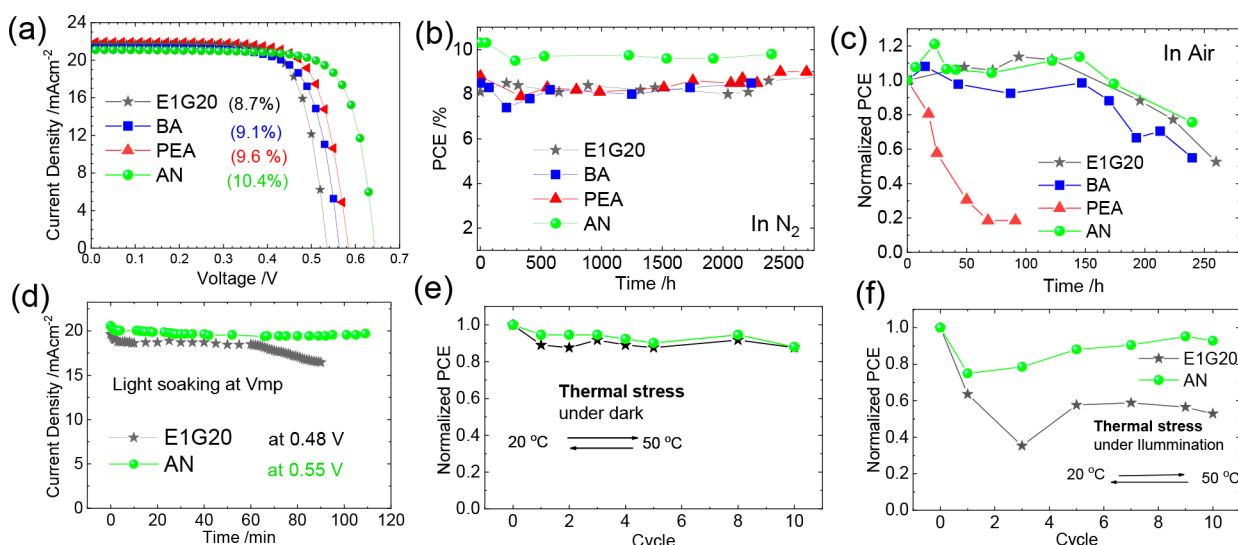 (a)
Current Density /mAcm-2
24
20
16
12
8
4
0
E1G20 (8.7%)
BA (9.1%)
PEA (9.6 %)
AN (10.4%)
0.0 0.1 0.2 0.3 0.4 0.5 0.6 0.7
Voltage /V
(b)
PCE /%
10
8
6
4
2
E1G20
BA
PEA
AN
In N2
0 500 1000 1500 2000 2500
Time /h
(c)
Normalized PCE
1.2
1.0
0.8
0.6
0.4
0.2
0.0
In Air
E1G20
BA
PEA
AN
0 50 100 150 200 250
Time /h
(d)
Current Density /mAcm-2
20
15
10
5
0
Light soaking at Vmp
E1G20 at 0.48 V
AN at 0.55 V
0 20 40 60 80 100 120
Time /min
(e)
Normalized PCE
1.0
0.8
0.6
0.4
0.2
0.0
Thermal stress
under dark
20 ºC 50 ºC
0 2 4 6 8 10
Cycle
(f)
Normalized PCE
1.0
0.8
0.6
0.4
0.2
0.0
E1G20
AN
Thermal stress
under Ilummination
20 ºC 50 ºC
0 2 4 6 8 10
Cycle